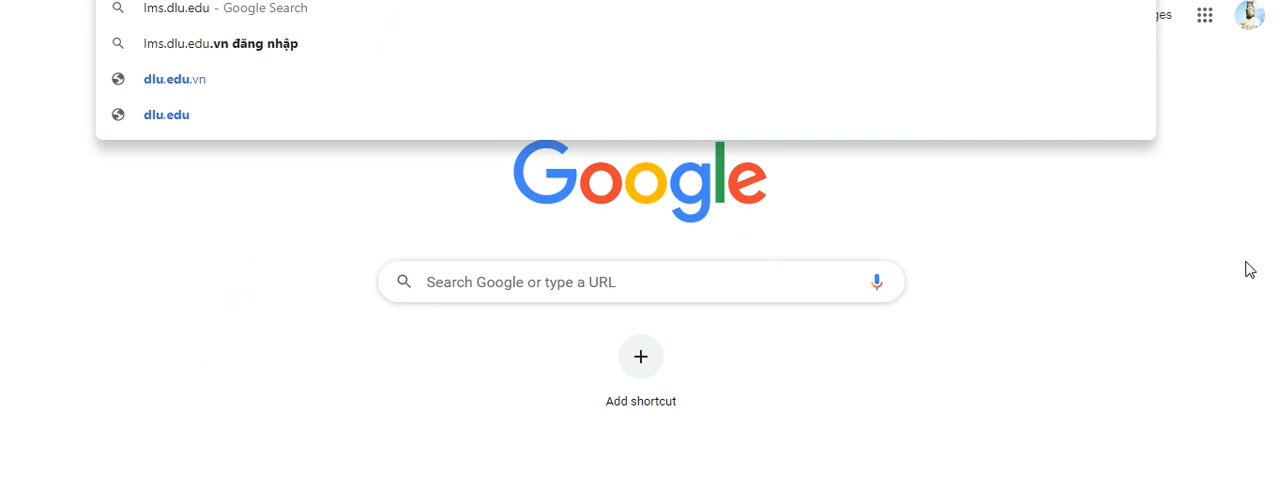 lms.dlu.edu - Google Search
lms.dlu.edu.vn đăng nhập
dlu.edu.vn
dlu.edu
Google
Search Google or type a URL
Add shortcut